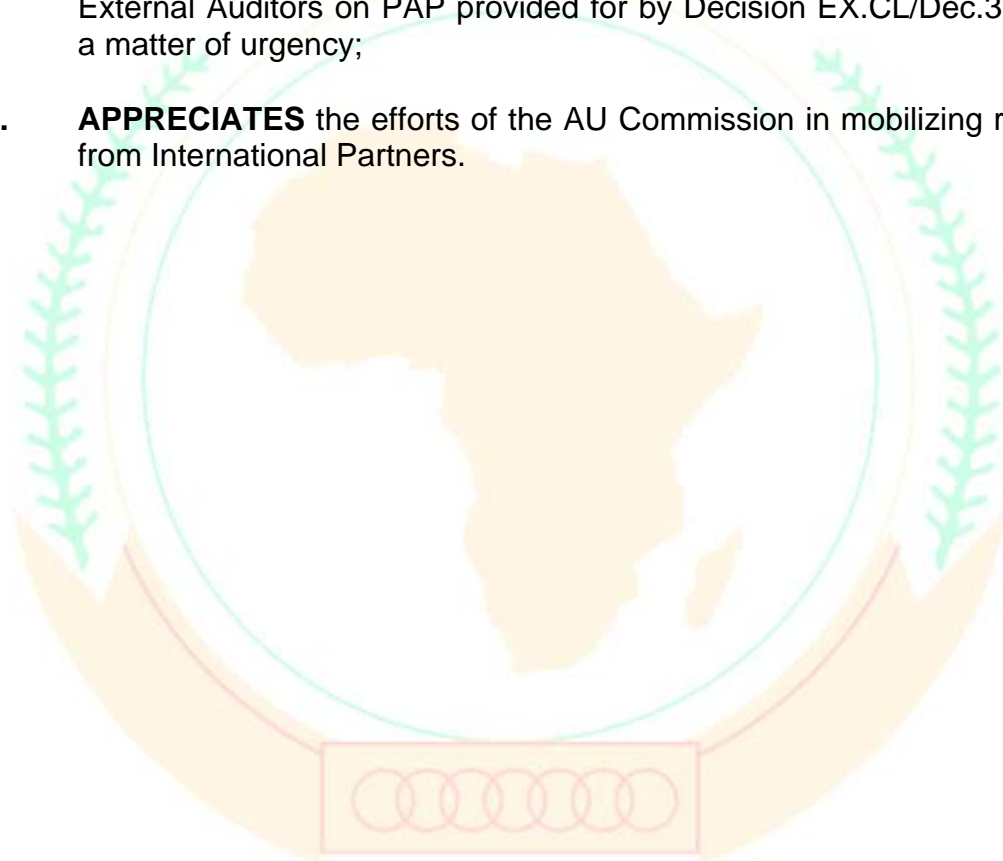 External Auditors on PAP provided for by Decision EX.CL/Dec.3
a matter of urgency;
. APPRECIATES the efforts of the AU Commission in mobilizing
from International Partners.